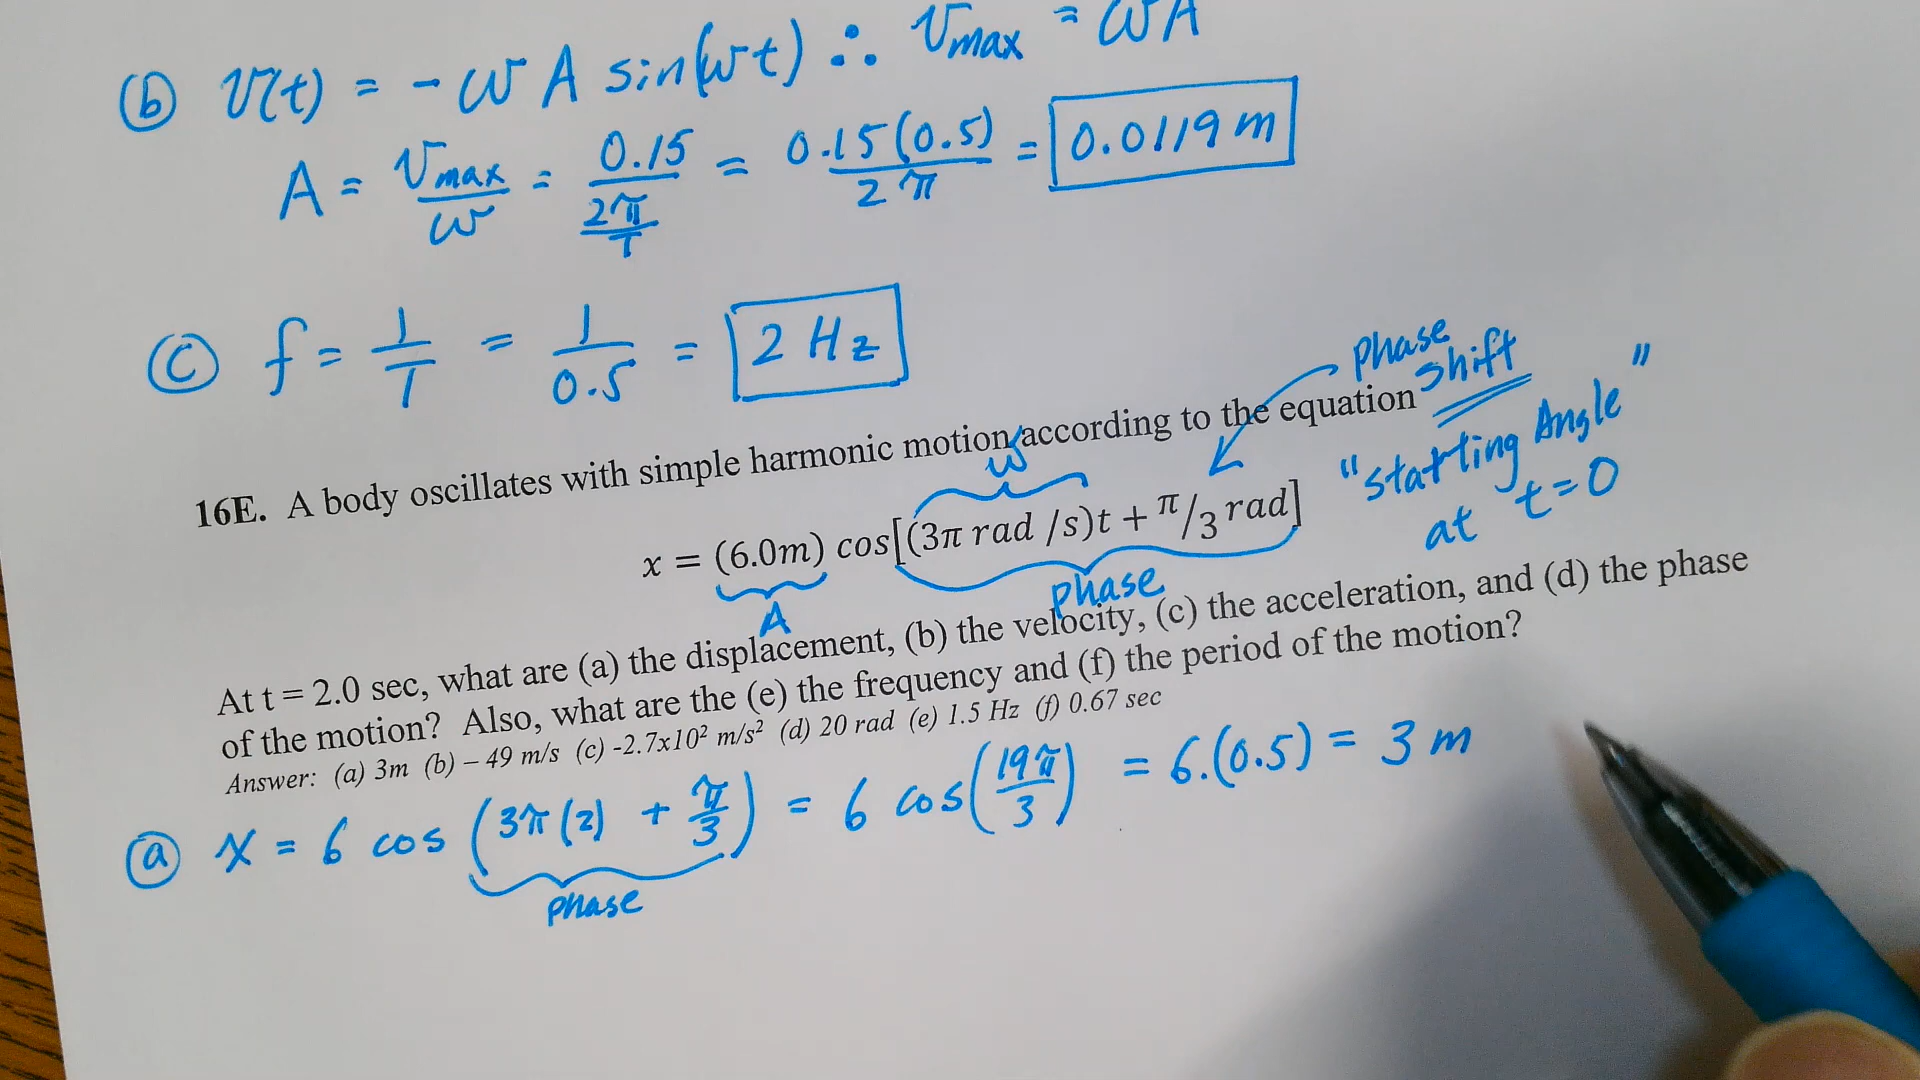 (b) v(t) = - ω A sin(ωt) ∴ Vmax = ωA
A = Vmax/ω = 0.15/(2π/T) = 0.15(0.5)/2π = 0.0119 m
(c) f = 1/T = 1/0.5 = 2 Hz
phase shift
"starting Angle" at t=0
16E. A body oscillates with simple harmonic motion according to the equation
ω
x = (6.0m) cos[(3π rad /s)t + π/3 rad]
A
phase
At t = 2.0 sec, what are (a) the displacement, (b) the velocity, (c) the acceleration, and (d) the phase
of the motion? Also, what are the (e) the frequency and (f) the period of the motion?
Answer: (a) 3m (b) – 49 m/s (c) -2.7x10² m/s² (d) 20 rad (e) 1.5 Hz (f) 0.67 sec
(a) x = 6 cos (3π(2) + π/3) = 6 cos(19π/3) = 6.(0.5) = 3 m
phase